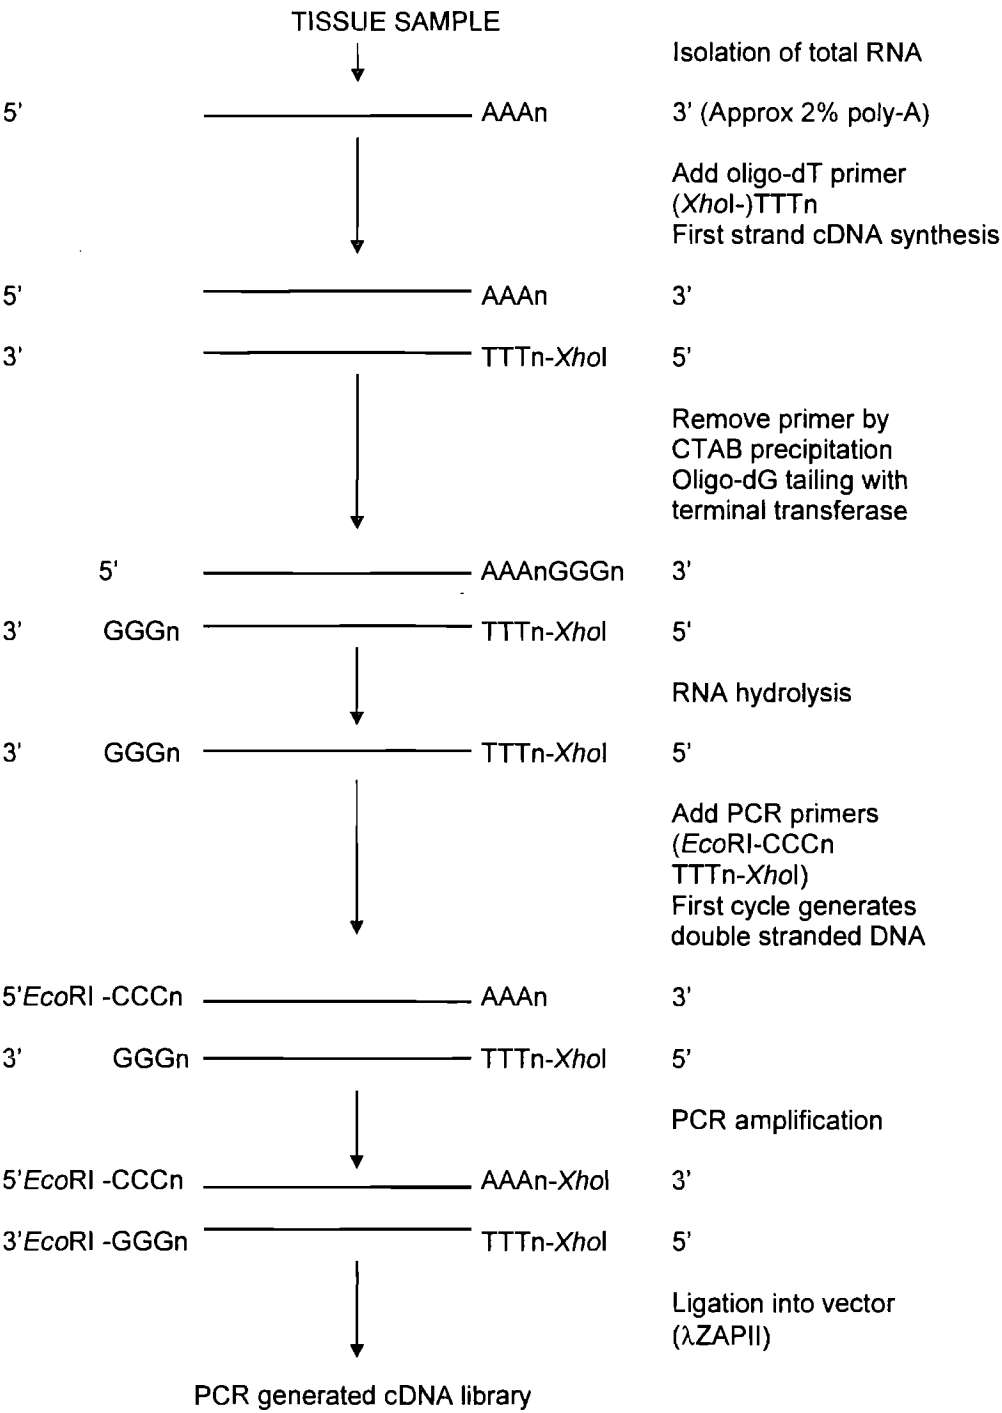 TISSUE SAMPLE
Isolation of total RNA
5' AAAn 3' (Approx 2% poly-A)
Add oligo-dT primer
(XhoI-)TTTn
First strand cDNA synthesis
5' AAAn 3'
3' TTTn-XhoI 5'
Remove primer by
CTAB precipitation
Oligo-dG tailing with
terminal transferase
5' AAAnGGGn 3'
3' GGGn TTTn-XhoI 5'
RNA hydrolysis
3' GGGn TTTn-XhoI 5'
Add PCR primers
(EcoRI-CCCn
TTTn-XhoI)
First cycle generates
double stranded DNA
5'EcoRI -CCCn AAAn 3'
3' GGGn TTTn-XhoI 5'
PCR amplification
5'EcoRI -CCCn AAAn-XhoI 3'
3'EcoRI -GGGn TTTn-XhoI 5'
Ligation into vector
(λZAPII)
PCR generated cDNA library